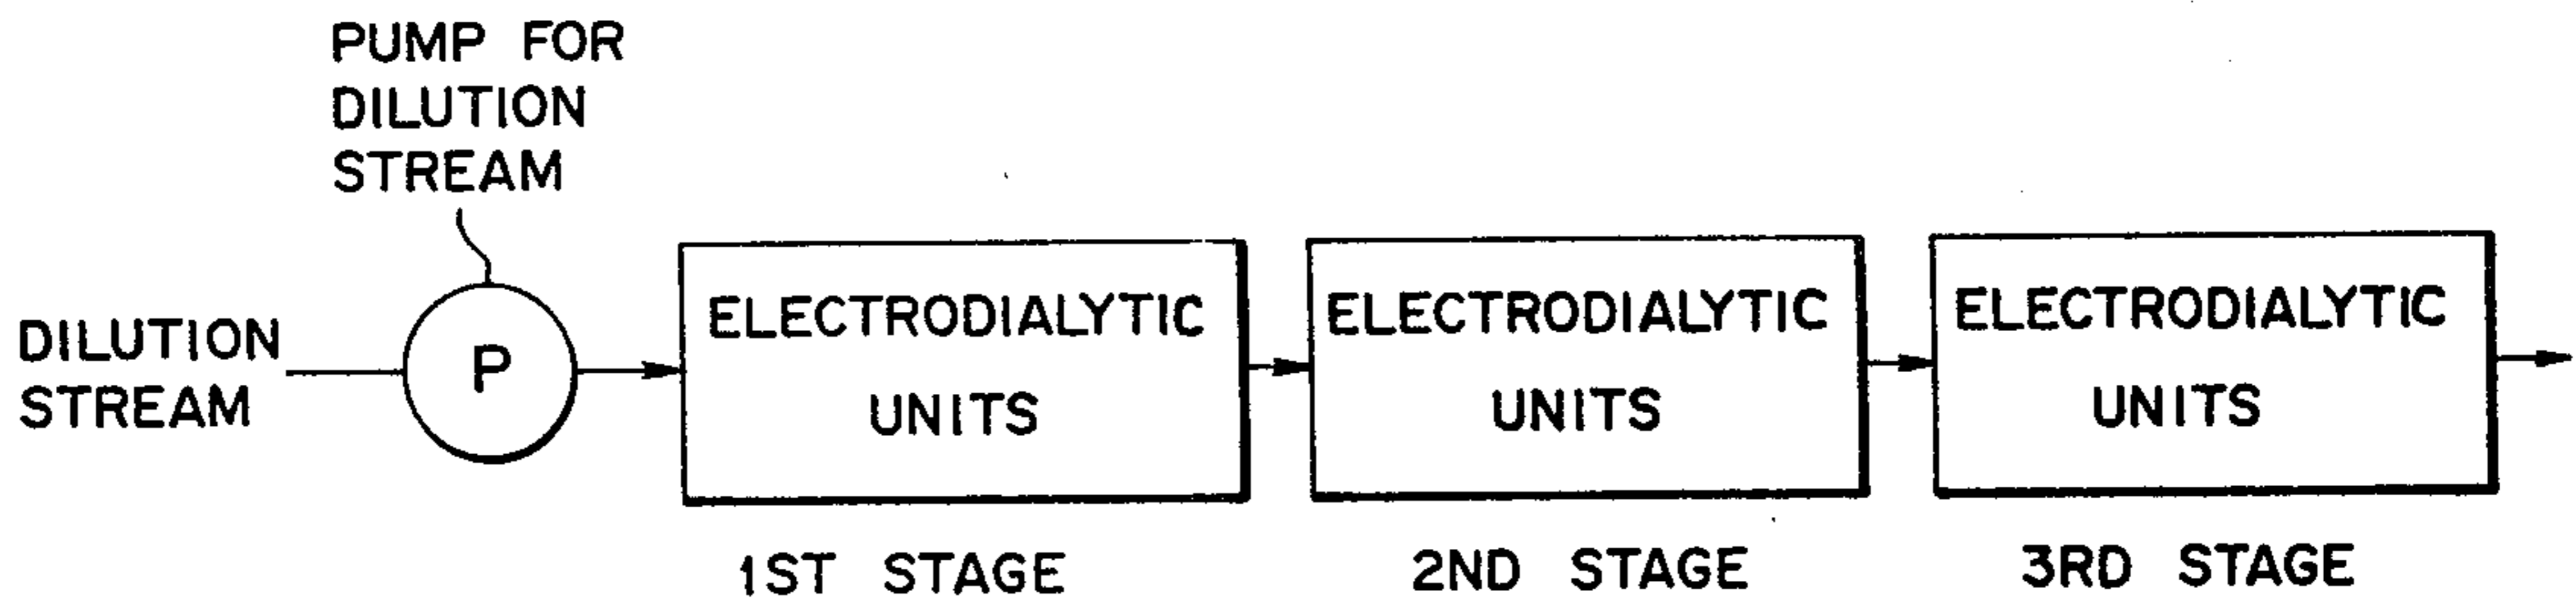 PUMP FOR
DILUTION
STREAM
DILUTION
STREAM
P
ELECTRODIALYTIC
UNITS
ELECTRODIALYTIC
UNITS
ELECTRODIALYTIC
UNITS
1ST STAGE
2ND STAGE
3RD STAGE